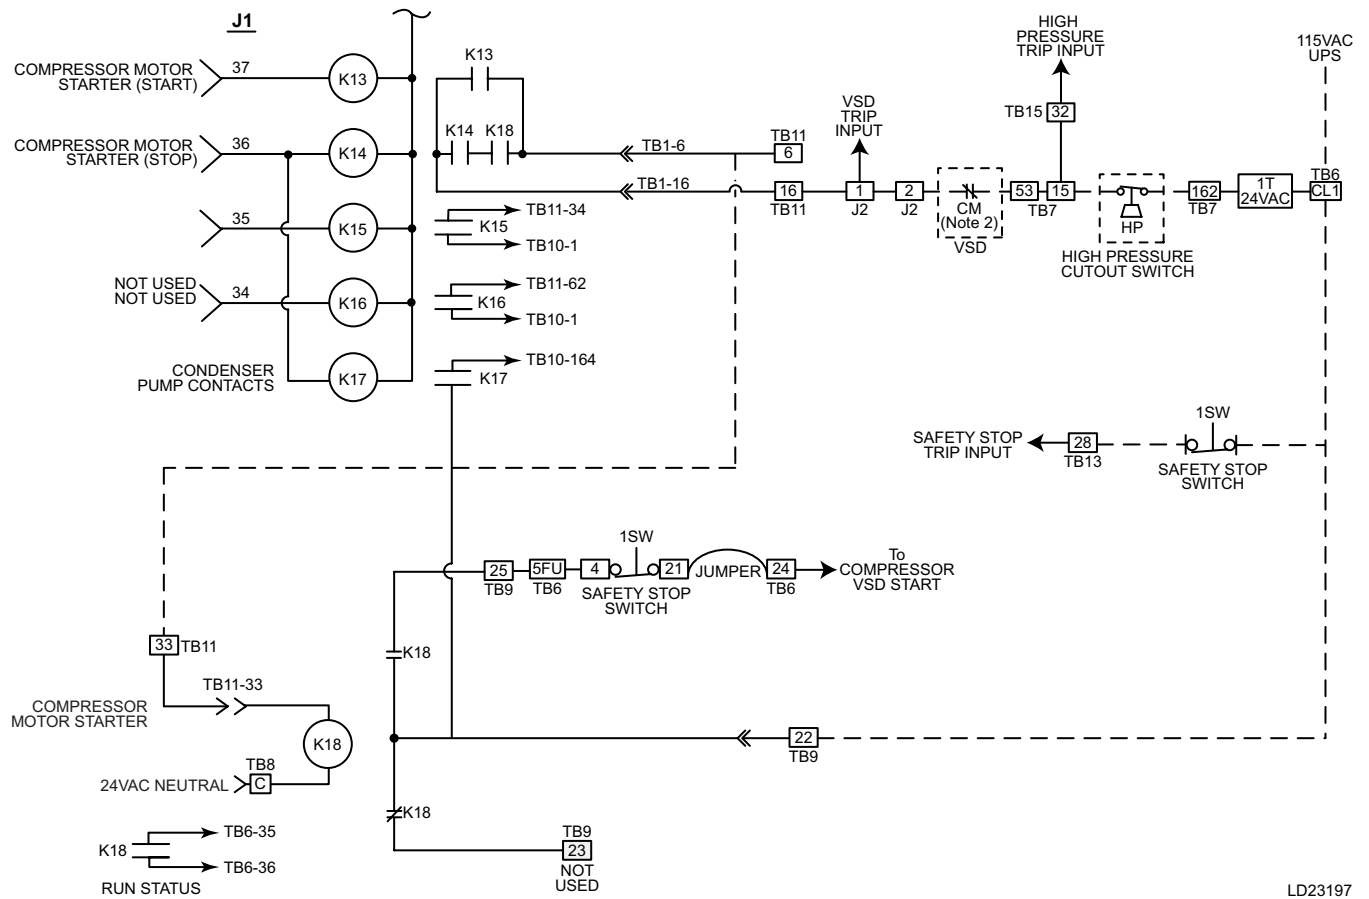 J1
COMPRESSOR MOTOR
STARTER (START)
37
K13
COMPRESSOR MOTOR
STARTER (STOP)
36
K14
35
K15
NOT USED
NOT USED
34
K16
CONDENSER
PUMP CONTACTS
K17
K13
K14
K18
TB1-6
TB11
6
TB1-16
16
TB11
VSD
TRIP
INPUT
1
J2
2
J2
CM
(Note 2)
VSD
53
15
TB7
TB15
32
HIGH
PRESSURE
TRIP INPUT
HP
HIGH PRESSURE
CUTOUT SWITCH
162
TB7
1T
24VAC
TB6
CL1
115VAC
UPS
TB11-34
K15
TB10-1
TB11-62
K16
TB10-1
TB10-164
K17
SAFETY STOP
TRIP INPUT
28
TB13
1SW
SAFETY STOP
SWITCH
25
TB9
5FU
TB6
4
1SW
21
SAFETY STOP
SWITCH
JUMPER
24
TB6
To
COMPRESSOR
VSD START
33
TB11
K18
TB11-33
COMPRESSOR
MOTOR STARTER
K18
TB8
24VAC NEUTRAL
C
22
TB9
K18
TB9
23
NOT
USED
K18
TB6-35
TB6-36
RUN STATUS
LD23197